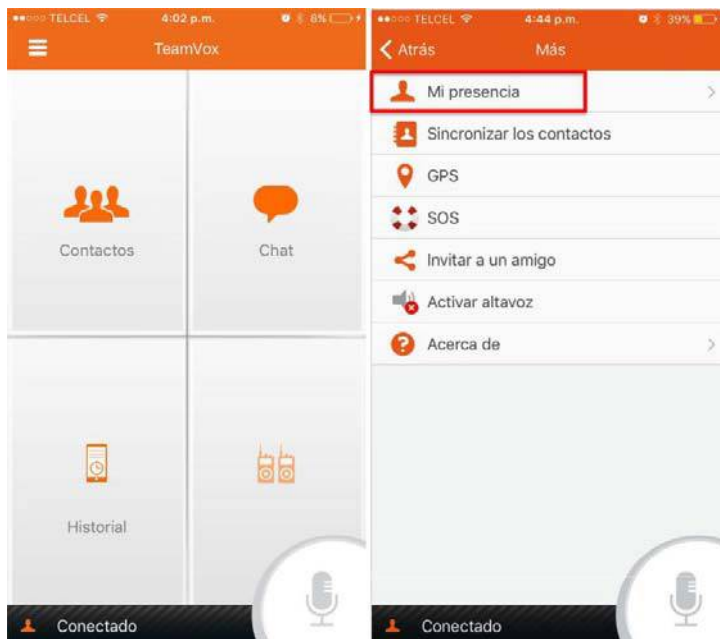 TELCEL 4:02 p.m. 8%
TeamVox
Contactos
Chat
Historial
Conectado
TELCEL 4:44 p.m. 39%
Atrás Más
Mi presencia
Sincronizar los contactos
GPS
SOS
Invitar a un amigo
Activar altavoz
Acerca de
Conectado